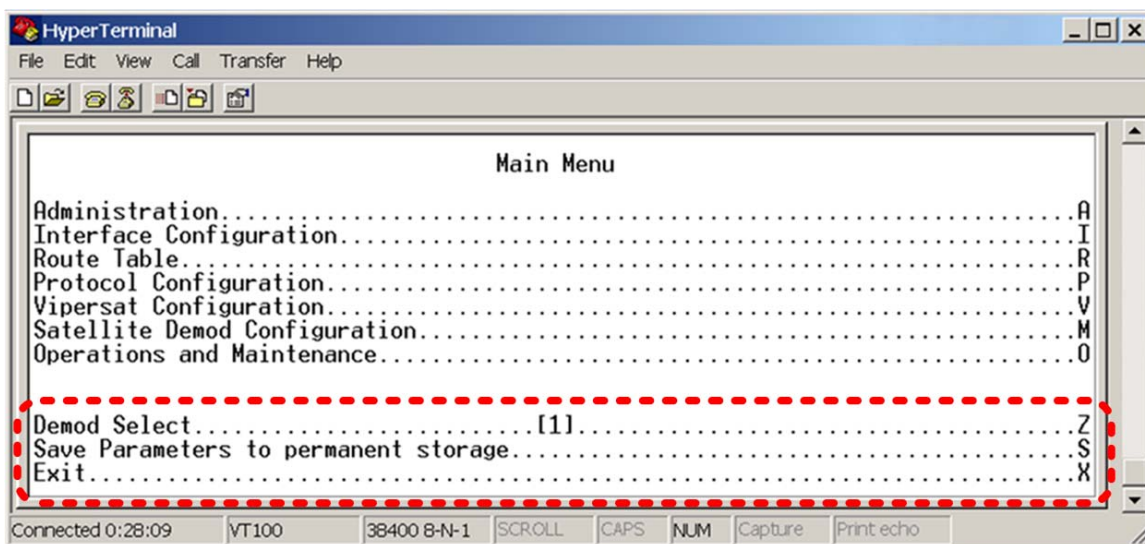 HyperTerminal
File Edit View Call Transfer Help
Main Menu
Administration.................................................................A
Interface Configuration........................................................I
Route Table....................................................................R
Protocol Configuration.........................................................P
Vipersat Configuration.........................................................V
Satellite Demod Configuration..................................................M
Operations and Maintenance.....................................................O
Demod Select..........................[1]......................................Z
Save Parameters to permanent storage...........................................S
Exit...........................................................................X
Connected 0:28:09 VT100 38400 8-N-1 SCROLL CAPS NUM Capture Print echo